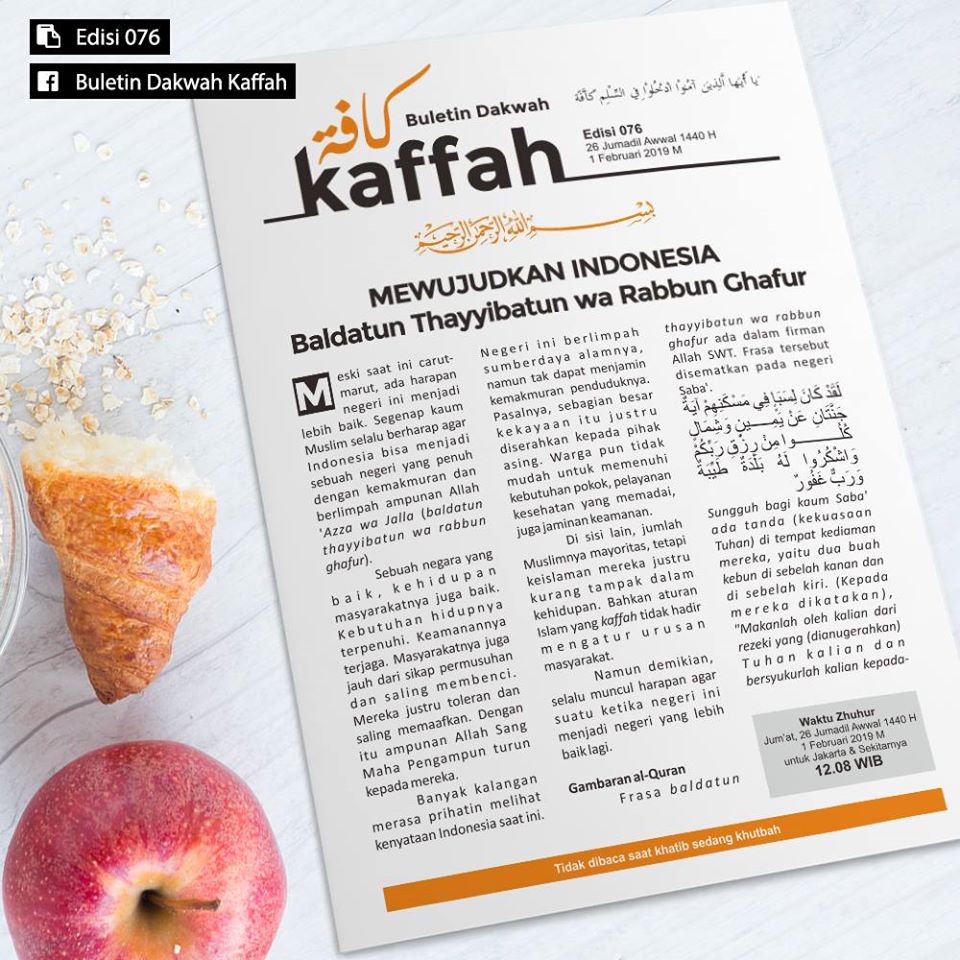 Edisi 076
Buletin Dakwah Kaffah
كافة
Buletin Dakwah
kaffah
يا أيها الذين آمنوا ادخلوا في السلم كافة
Edisi 076
26 Jumadil Awwal 1440 H
1 Februari 2019 M
بسم الله الرحمن الرحيم
MEWUJUDKAN INDONESIA
Baldatun Thayyibatun wa Rabbun Ghafur
Meski saat ini carut-
marut, ada harapan
negeri ini menjadi
lebih baik. Segenap kaum
Muslim selalu berharap agar
Indonesia bisa menjadi
sebuah negeri yang penuh
dengan kemakmuran dan
berlimpah ampunan Allah
'Azza wa Jalla (baldatun
thayyibatun wa rabbun
ghafur).
Sebuah negara yang
baik, kehidupan
masyarakatnya juga baik.
Kebutuhan hidupnya
terpenuhi. Keamanannya
terjaga. Masyarakatnya juga
jauh dari sikap permusuhan
dan saling membenci.
Mereka justru toleran dan
saling memaafkan. Dengan
itu ampunan Allah Sang
Maha Pengampun turun
kepada mereka.
Banyak kalangan
merasa prihatin melihat
kenyataan Indonesia saat ini.
Negeri ini berlimpah
sumberdaya alamnya,
namun tak dapat menjamin
kemakmuran penduduknya.
Pasalnya, sebagian besar
kekayaan itu justru
diserahkan kepada pihak
asing. Warga pun tidak
mudah untuk memenuhi
kebutuhan pokok, pelayanan
kesehatan yang memadai,
juga jaminan keamanan.
Di sisi lain, jumlah
Muslimnya mayoritas, tetapi
keislaman mereka justru
kurang tampak dalam
kehidupan. Bahkan aturan
Islam yang kaffah tidak hadir
mengatur urusan
masyarakat.
Namun demikian,
selalu muncul harapan agar
suatu ketika negeri ini
menjadi negeri yang lebih
baik lagi.
Gambaran al-Quran
Frasa baldatun
thayyibatun wa rabbun
ghafur ada dalam firman
Allah SWT. Frasa tersebut
disematkan pada negeri
Saba'.
لَقَدْ كَانَ لِسَبَإٍ فِي مَسْكَنِهِمْ آيَةٌ
جَنَّتَانِ عَنْ يَمِينٍ وَشِمَالٍ
كُلُوا مِنْ رِزْقِ رَبِّكُمْ
وَاشْكُرُوا لَهُ بَلْدَةٌ طَيِّبَةٌ
وَرَبٌّ غَفُورٌ
Sungguh bagi kaum Saba'
ada tanda (kekuasaan
Tuhan) di tempat kediaman
mereka, yaitu dua buah
kebun di sebelah kanan dan
di sebelah kiri. (Kepada
mereka dikatakan),
"Makanlah oleh kalian dari
rezeki yang (dianugerahkan)
Tuhan kalian dan
bersyukurlah kalian kepada-
Waktu Zhuhur
Jum'at, 26 Jumadil Awwal 1440 H
1 Februari 2019 M
untuk Jakarta & Sekitarnya
12.08 WIB
Tidak dibaca saat khatib sedang khutbah